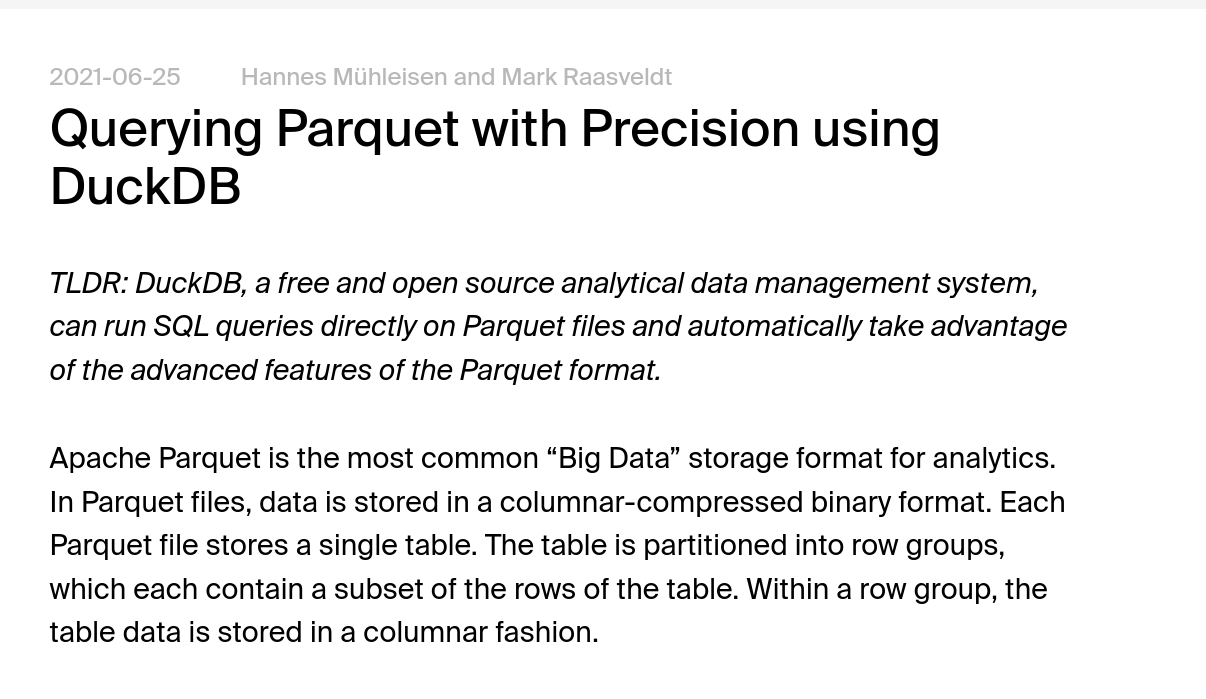 2021-06-25 Hannes Mühleisen and Mark Raasveldt
Querying Parquet with Precision using
DuckDB
TLDR: DuckDB, a free and open source analytical data management system,
can run SQL queries directly on Parquet files and automatically take advantage
of the advanced features of the Parquet format.
Apache Parquet is the most common “Big Data” storage format for analytics.
In Parquet files, data is stored in a columnar-compressed binary format. Each
Parquet file stores a single table. The table is partitioned into row groups,
which each contain a subset of the rows of the table. Within a row group, the
table data is stored in a columnar fashion.